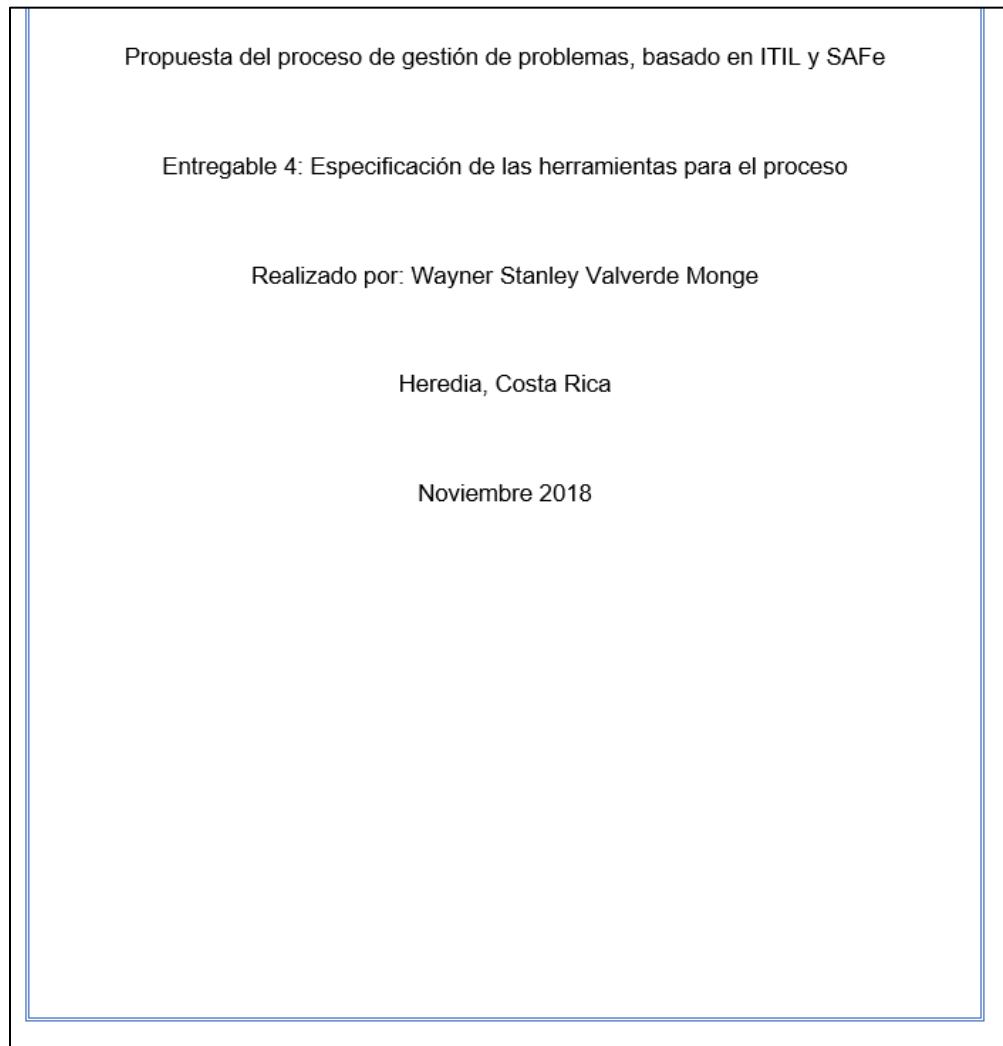 Propuesta del proceso de gestión de problemas, basado en ITIL y SAFe
Entregable 4: Especificación de las herramientas para el proceso
Realizado por: Wayner Stanley Valverde Monge
Heredia, Costa Rica
Noviembre 2018